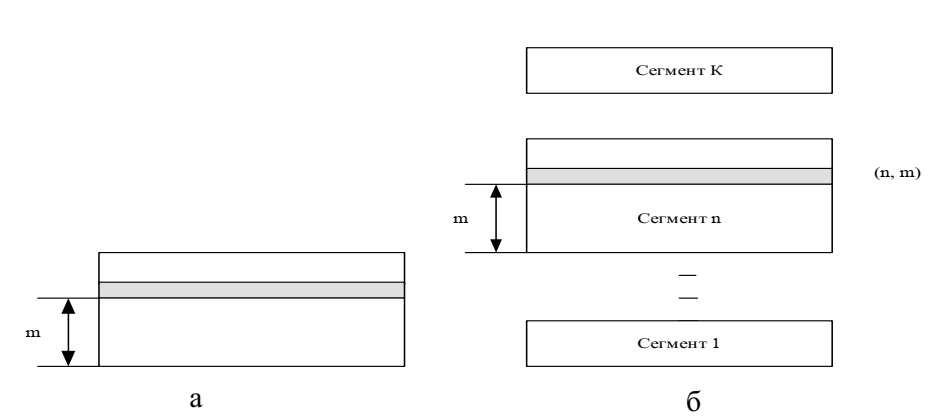 Сегмент K
(n, m)
m
Сегмент n
m
Сегмент 1
а
б